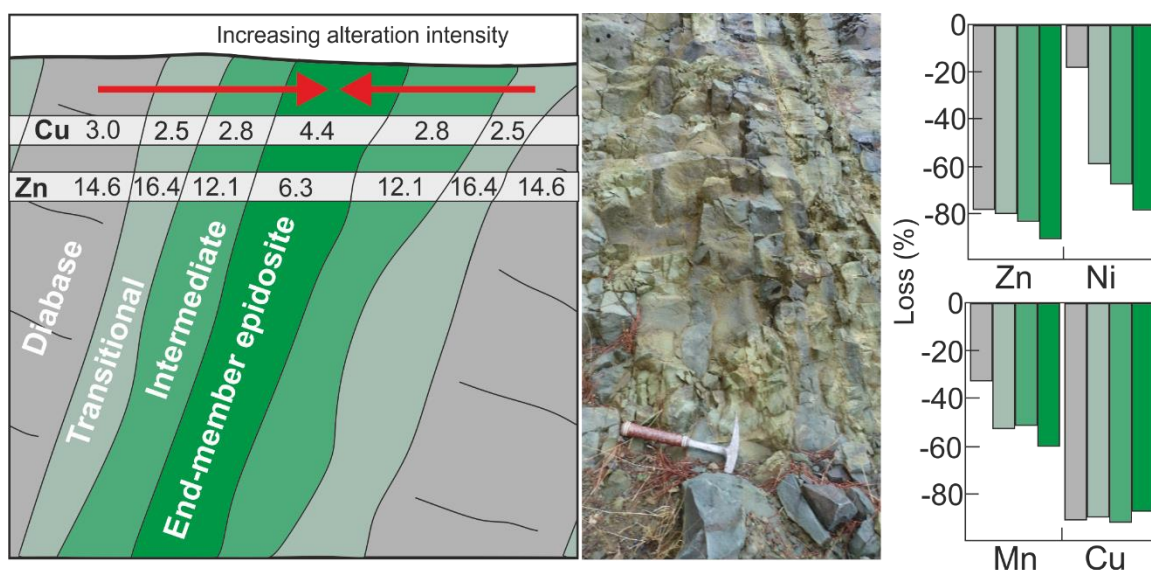 Increasing alteration intensity
Cu 3.0 2.5 2.8 4.4 2.8 2.5
Zn 14.6 16.4 12.1 6.3 12.1 16.4 14.6
Diabase
Transitional
Intermediate
End-member epidosite
Loss (%)
0
-20
-40
-60
-80
Zn Ni
0
-20
-40
-60
-80
Mn Cu